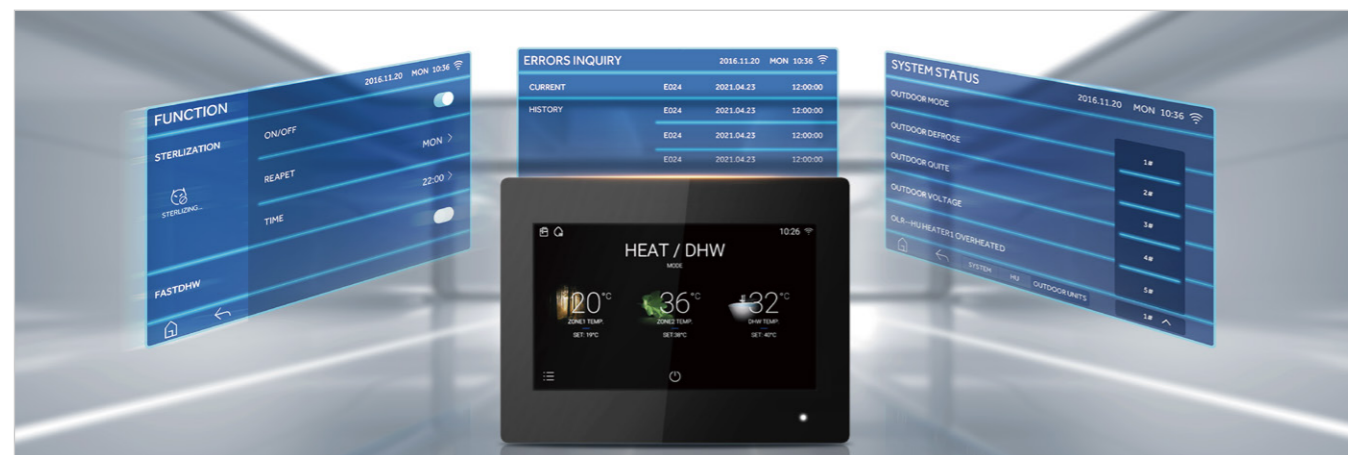 FUNCTION
2016.11.20 MON 10:36
STERLIZATION
ON/OFF
REAPET MON >
TIME 22:00 >
STERLIZING...
FASTDHW
ERRORS INQUIRY 2016.11.20 MON 10:36
CURRENT E024 2021.04.23 12:00:00
HISTORY E024 2021.04.23 12:00:00
E024 2021.04.23 12:00:00
E024 2021.04.23 12:00:00
SYSTEM STATUS
2016.11.20 MON 10:36
OUTDOOR MODE
OUTDOOR DEFROSE
OUTDOOR QUITE
OUTDOOR VOLTAGE
OLR--HU HEATER1 OVERHEATED
SYSTEM HU OUTDOOR UNITS
1#
2#
3#
4#
5#
1#
10:26
HEAT / DHW
MODE
20°C 36°C 32°C
ZONE1 TEMP. ZONE2 TEMP. DHW TEMP.
SET: 19°C SET:38°C SET: 40°C